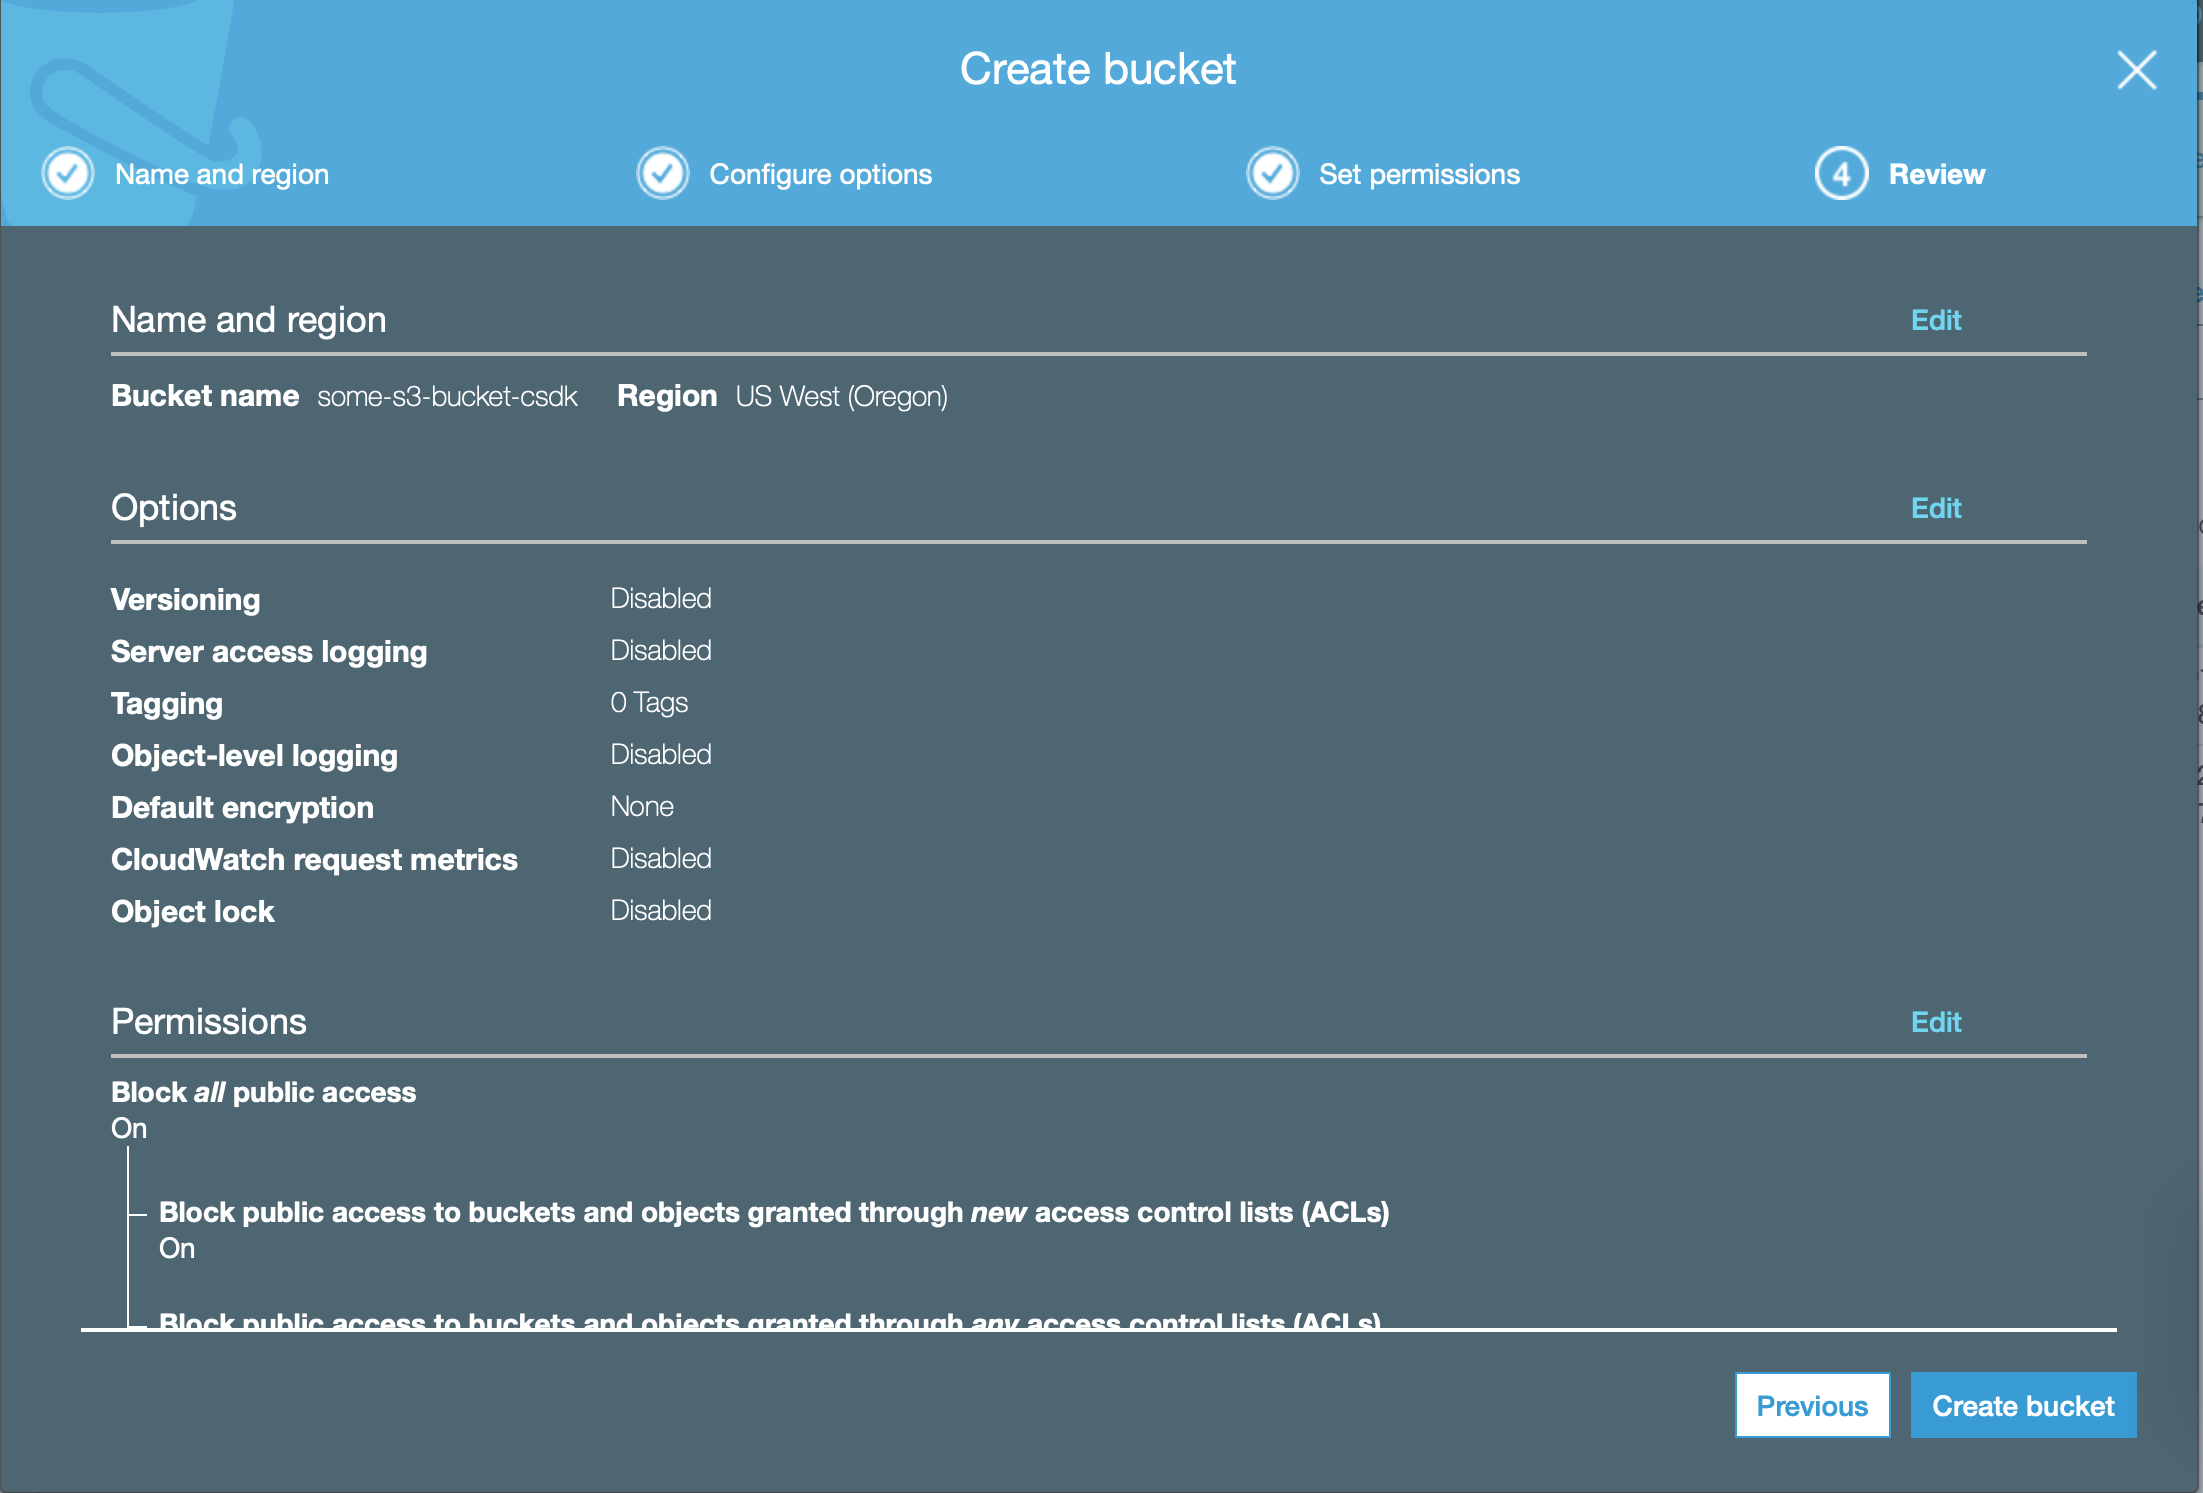 Create bucket
Name and region
Configure options
Set permissions
4 Review
Name and region Edit
Bucket name some-s3-bucket-csdk Region US West (Oregon)
Options Edit
Versioning Disabled
Server access logging Disabled
Tagging 0 Tags
Object-level logging Disabled
Default encryption None
CloudWatch request metrics Disabled
Object lock Disabled
Permissions Edit
Block all public access
On
Block public access to buckets and objects granted through new access control lists (ACLs)
On
Block public access to buckets and objects granted through any access control lists (ACLs)
Previous Create bucket